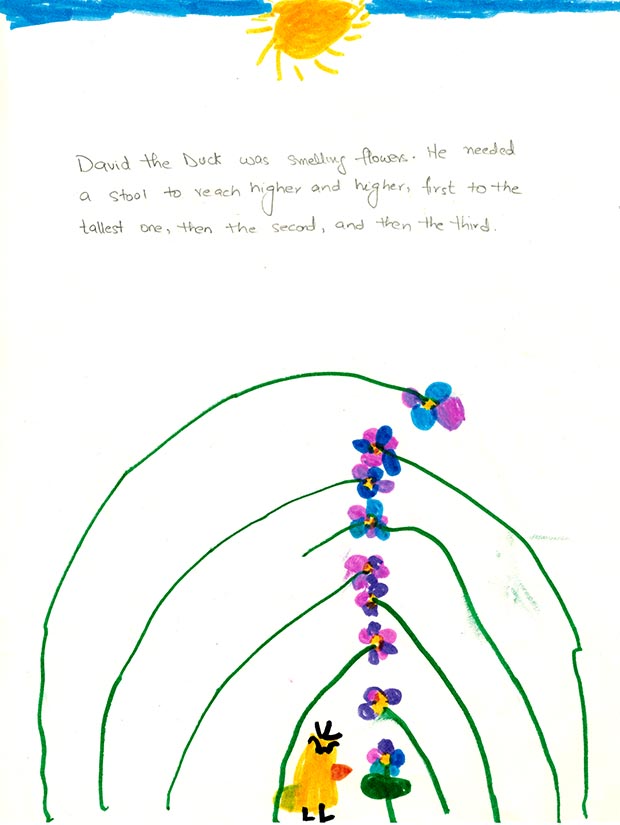 David the Duck was smelling flowers. He needed
a stool to reach higher and higher, first to the
tallest one, then the second, and then the third.